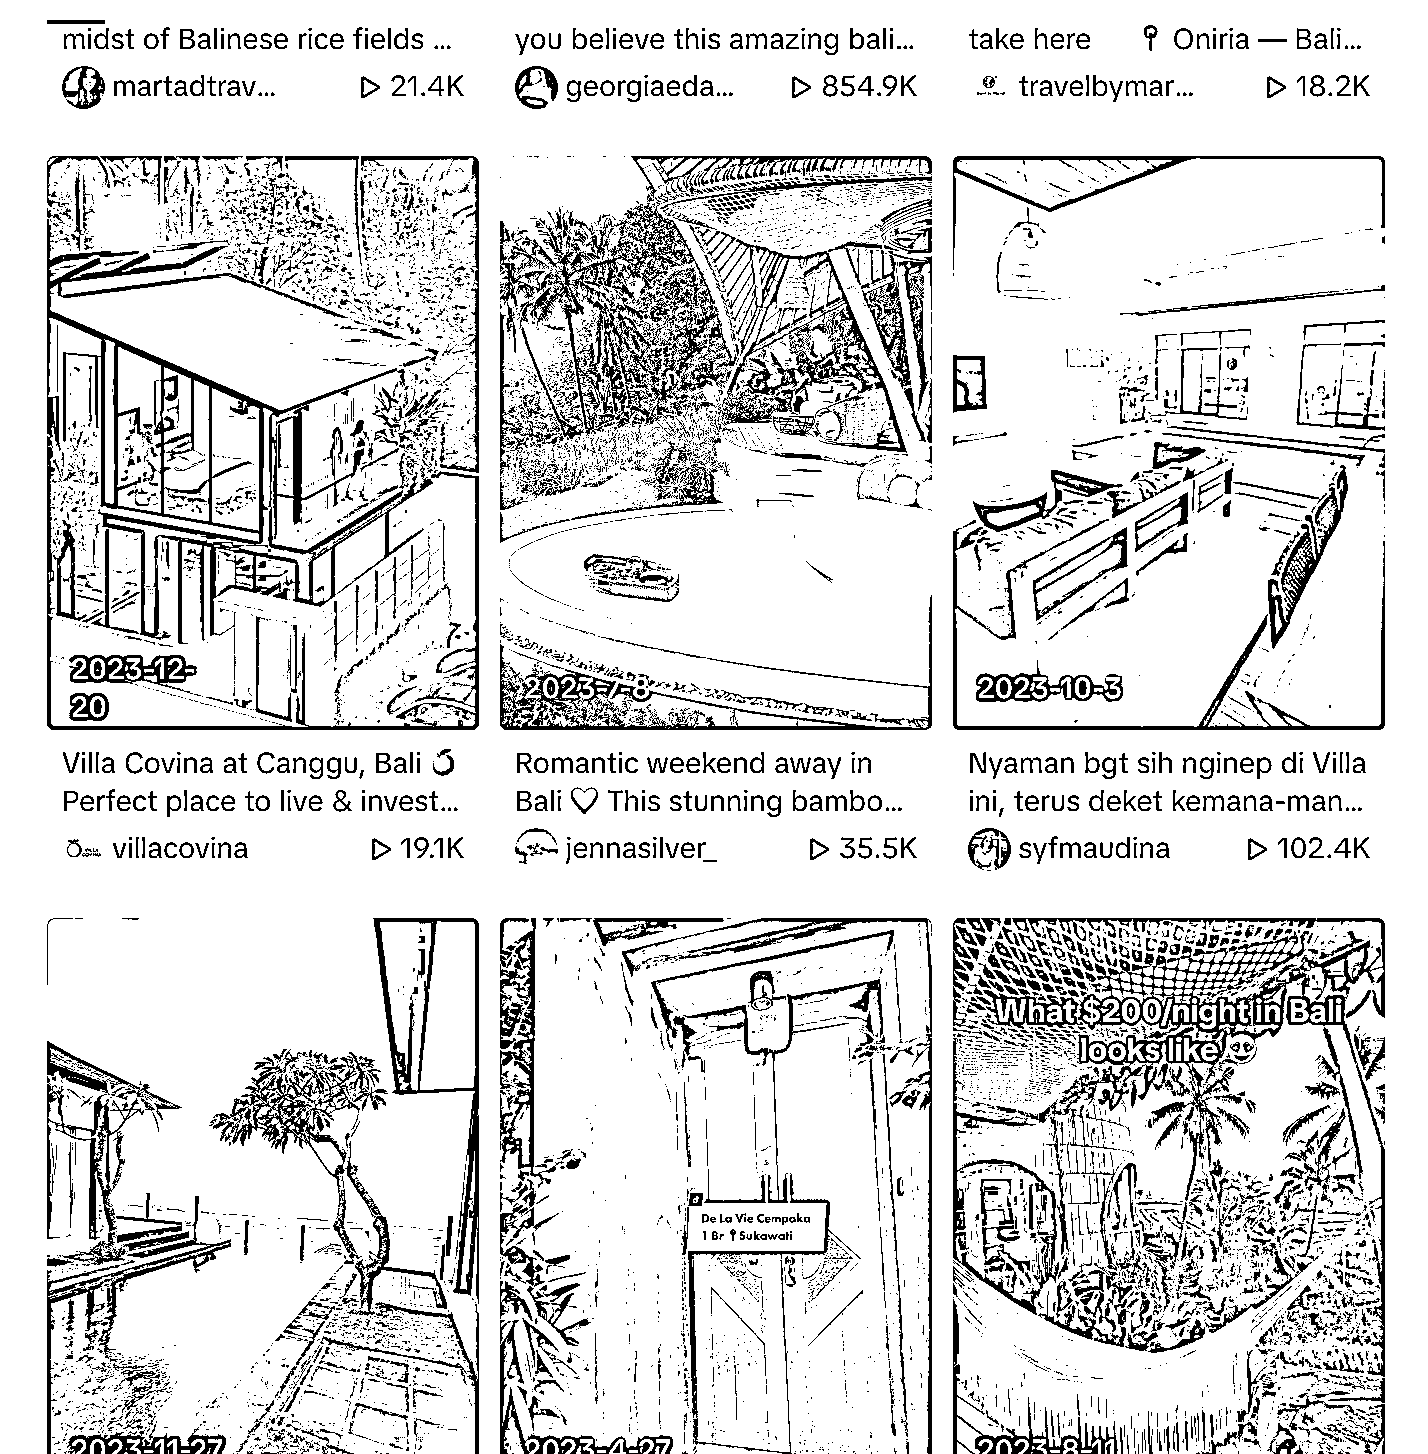 midst of Balinese rice fields ...
martadtrav... 21.4K
you believe this amazing bali...
georgiaeda... 854.9K
take here Oniria — Bali...
travelbymar... 18.2K
2023-12-
20
Villa Covina at Canggu, Bali
Perfect place to live & invest...
villacovina 19.1K
2023-7-8
Romantic weekend away in
Bali ♡ This stunning bambo...
jennasilver_ 35.5K
2023-10-3
Nyaman bgt sih nginep di Villa
ini, terus deket kemana-man...
syfmaudina 102.4K
2023-11-27
De La Vie Cempaka
1 Br Sukawati
2023-4-27
What $200/night in Bali
looks like
2023-8-11